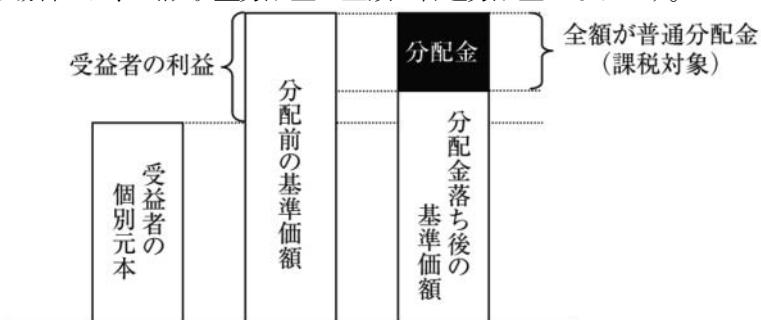 受益者の利益
分配金
全額が普通分配金
(課税対象)
受益者の
個別元本
分配前の基準価額
分配金落ち後の
基準価額